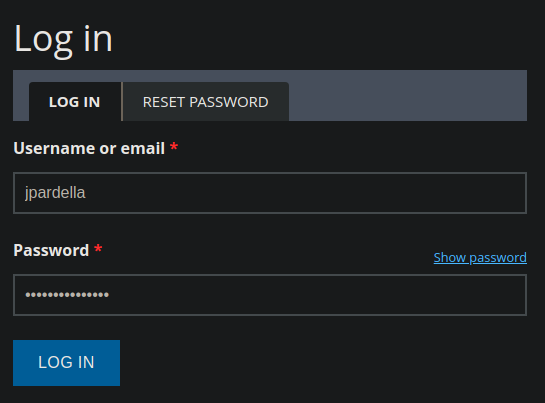 Log in
LOG IN RESET PASSWORD
Username or email *
jpardella
Password * Show password
•••••••••••••••
LOG IN